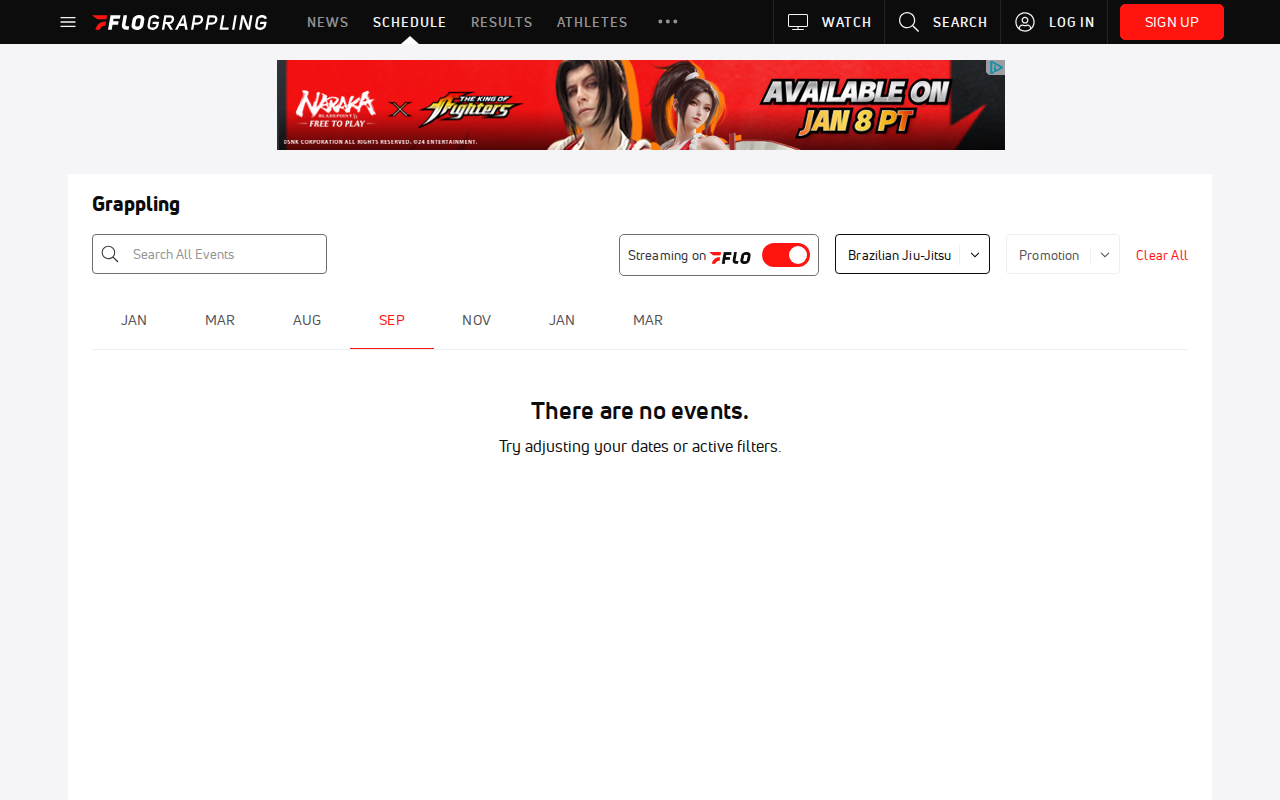 FLOGRAPPLING
NEWS
SCHEDULE
RESULTS
ATHLETES
WATCH
SEARCH
LOG IN
SIGN UP
NARAKA
BLADEPOINT
FREE TO PLAY
THE KING OF
Fighters
AVAILABLE ON
JAN 8 PT
©SNK CORPORATION ALL RIGHTS RESERVED. ©24 ENTERTAINMENT.
Grappling
Search All Events
Streaming on FLO
Brazilian Jiu-Jitsu
Promotion
Clear All
JAN
MAR
AUG
SEP
NOV
JAN
MAR
There are no events.
Try adjusting your dates or active filters.